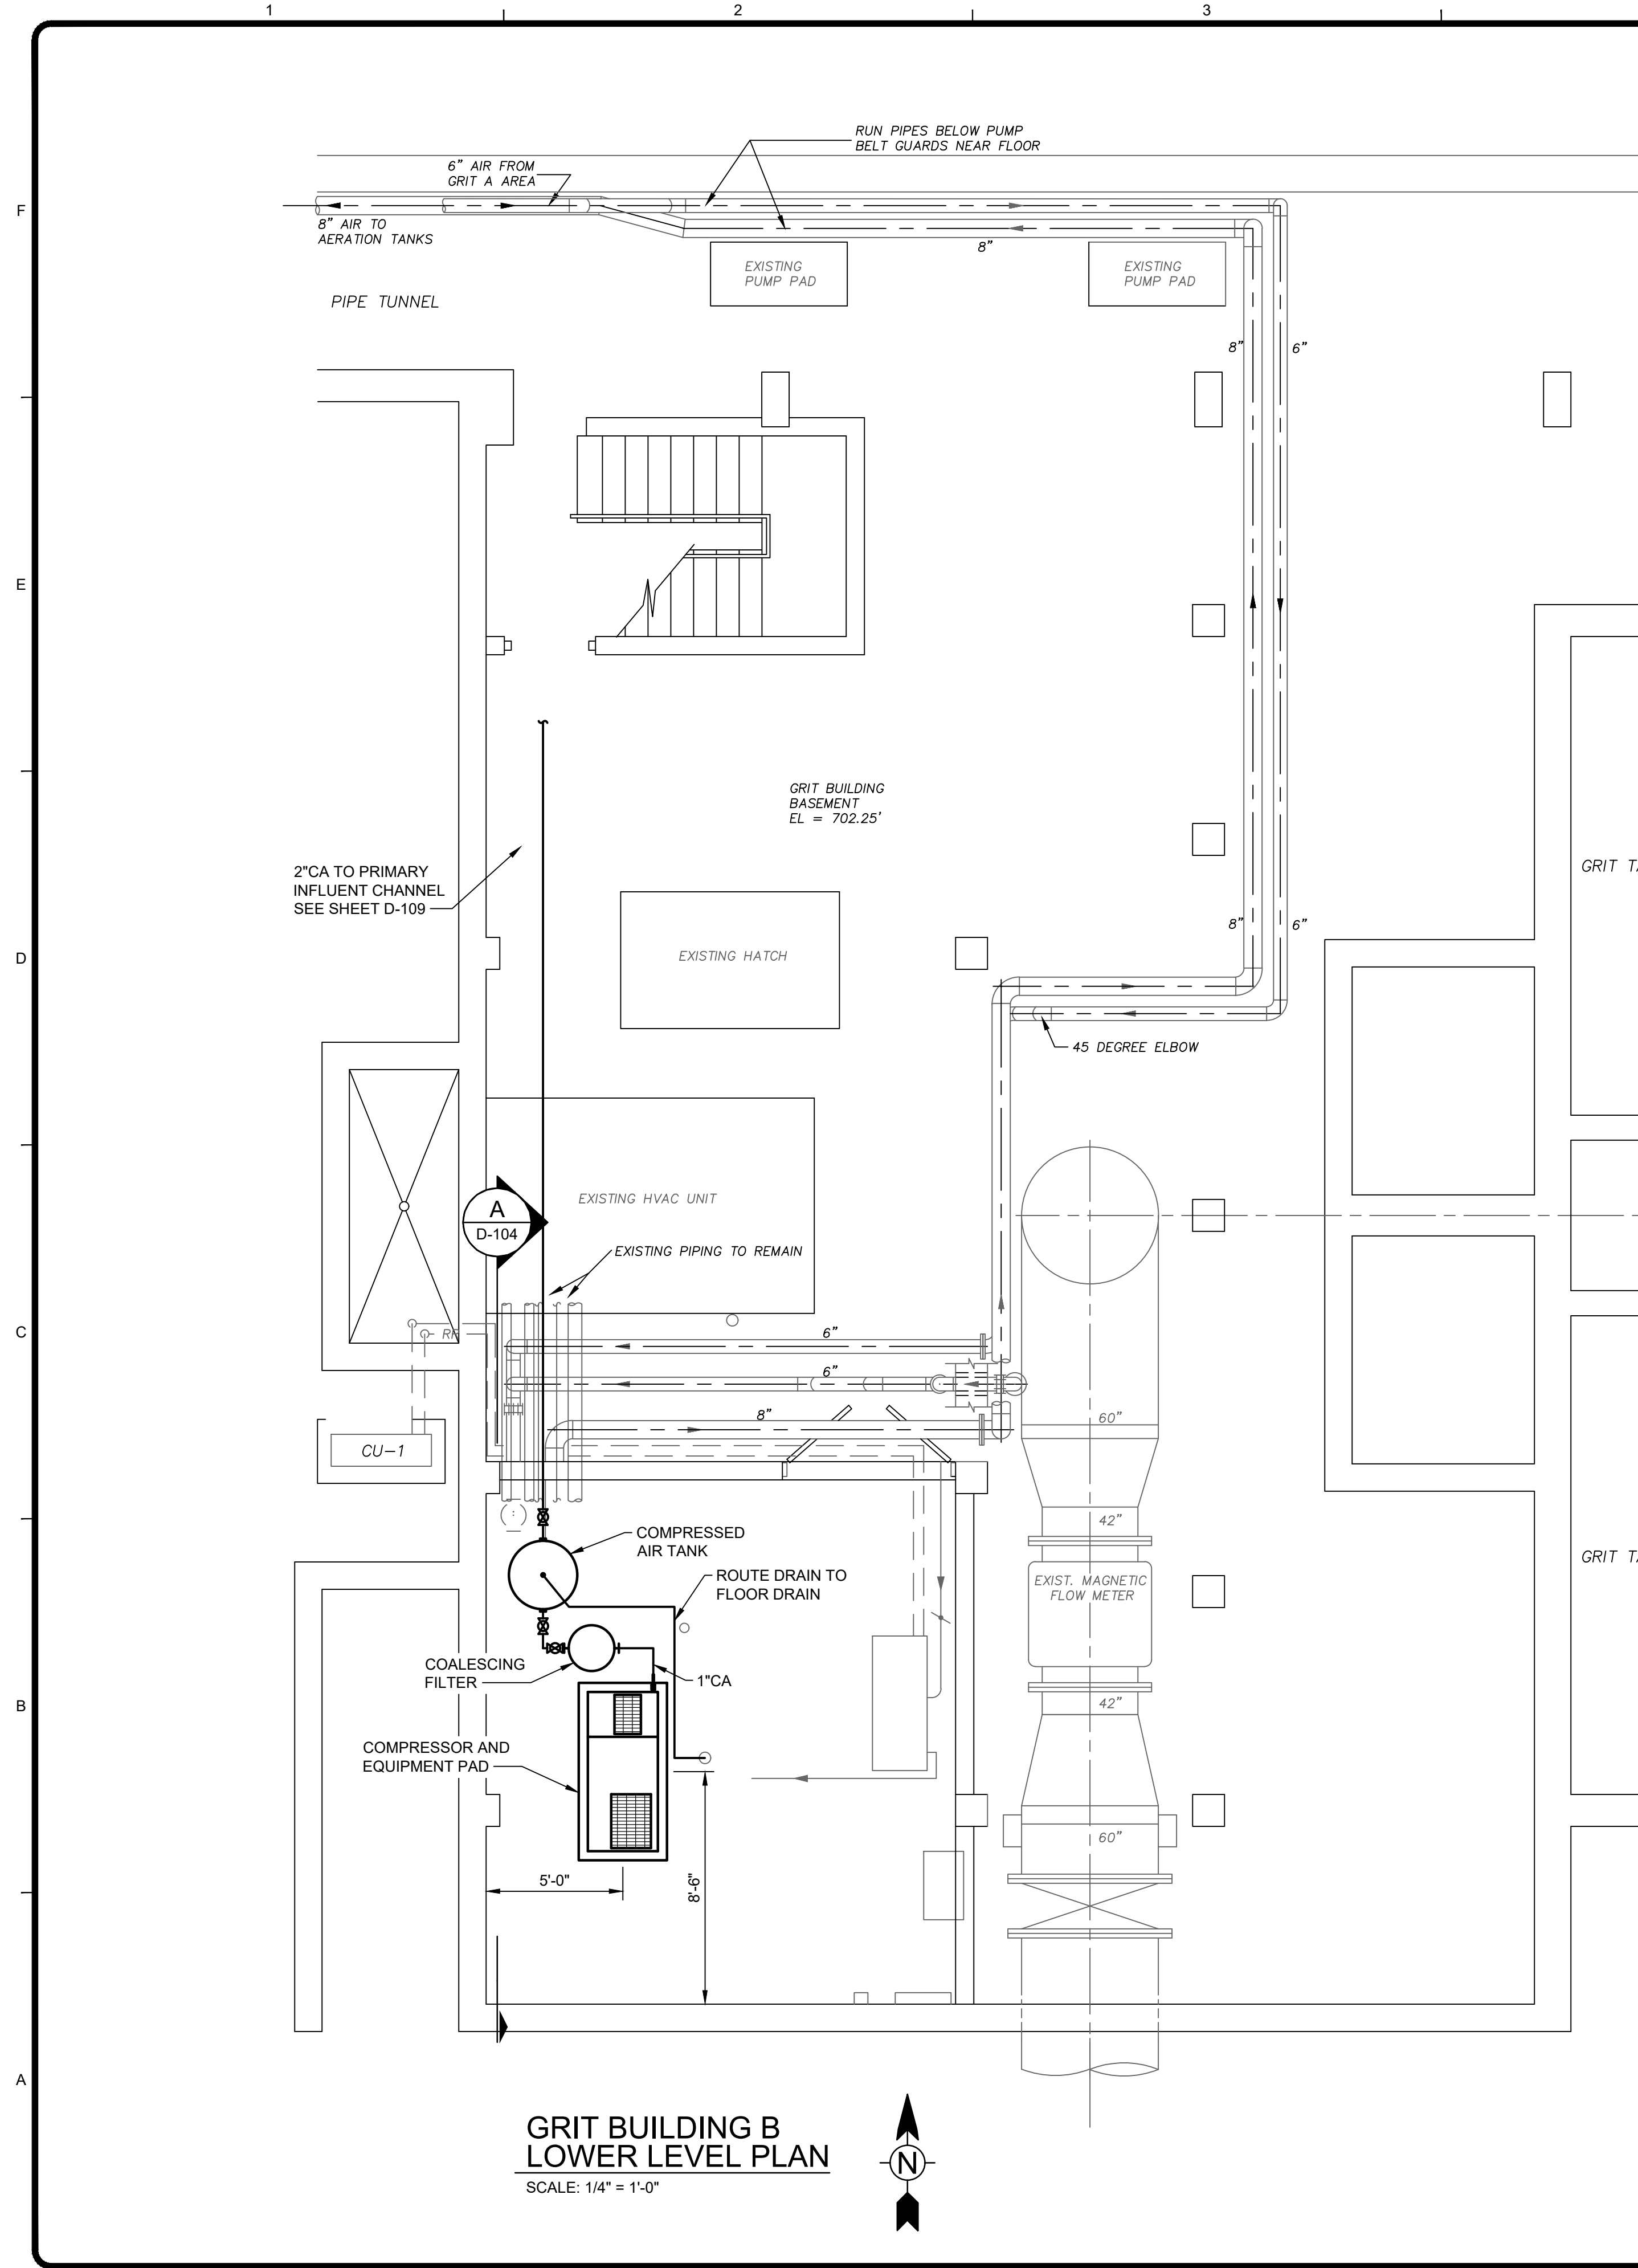 1
2
3
F
E
D
C
B
A
RUN PIPES BELOW PUMP
BELT GUARDS NEAR FLOOR
6" AIR FROM
GRIT A AREA
8" AIR TO
AERATION TANKS
8"
EXISTING
PUMP PAD
EXISTING
PUMP PAD
PIPE TUNNEL
8"
6"
GRIT BUILDING
BASEMENT
EL = 702.25'
2"CA TO PRIMARY
INFLUENT CHANNEL
SEE SHEET D-109
GRIT TA
8"
6"
EXISTING HATCH
45 DEGREE ELBOW
EXISTING HVAC UNIT
A
D-104
EXISTING PIPING TO REMAIN
6"
6"
8"
60"
CU-1
42"
COMPRESSED
AIR TANK
ROUTE DRAIN TO
FLOOR DRAIN
GRIT TA
EXIST. MAGNETIC
FLOW METER
COALESCING
FILTER
1"CA
42"
COMPRESSOR AND
EQUIPMENT PAD
60"
5'-0"
8'-6"
GRIT BUILDING B
LOWER LEVEL PLAN
SCALE: 1/4" = 1'-0"
N